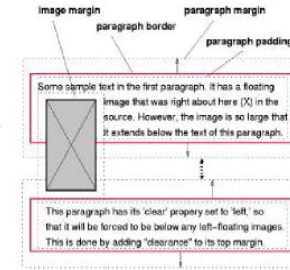 image margin
paragraph margin
paragraph border
paragraph padding
Some sample text in the first paragraph. It has a floating
image that was right about here (X) in the
source. However, the image is so large that
it extends below the text of this paragraph.
This paragraph has its 'clear' propery set to 'left,' so
that it will be forced to be below any left-floating images.
This is done by adding "clearance" to its top margin.